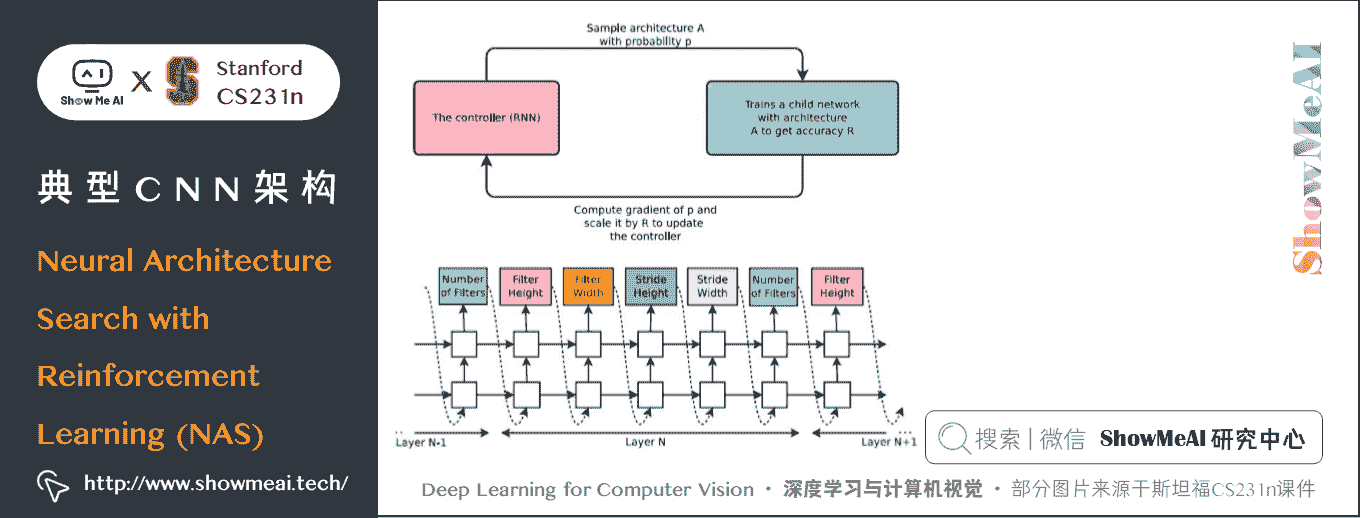 Show Me AI
X
Stanford
CS231n
典型CNN架构
Neural Architecture
Search with
Reinforcement
Learning (NAS)
http://www.showmeai.tech/
Sample architecture A
with probability p
The controller (RNN)
Trains a child network
with architecture
A to get accuracy R
Compute gradient of p and
scale it by R to update
the controller
Number
of Filters
Filter
Height
Filter
Width
Stride
Height
Stride
Width
Number
of Filters
Filter
Height
Layer N-1
Layer N
Layer N+1
ShowMeAI
搜索 | 微信 ShowMeAI 研究中心
Deep Learning for Computer Vision · 深度学习与计算机视觉 · 部分图片来源于斯坦福CS231n课件